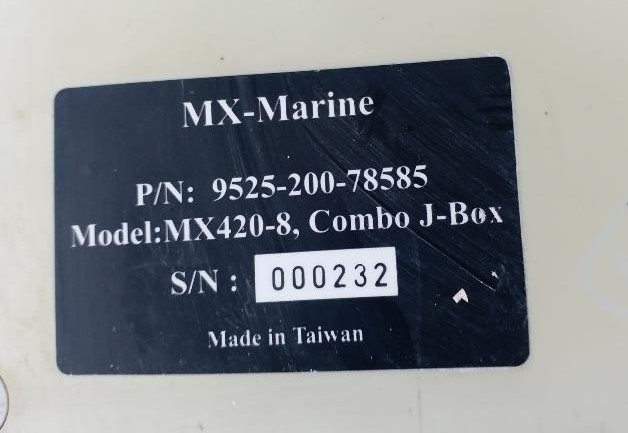 MX-Marine
P/N: 9525-200-78585
Model:MX420-8, Combo J-Box
S/N : 000232
Made in Taiwan